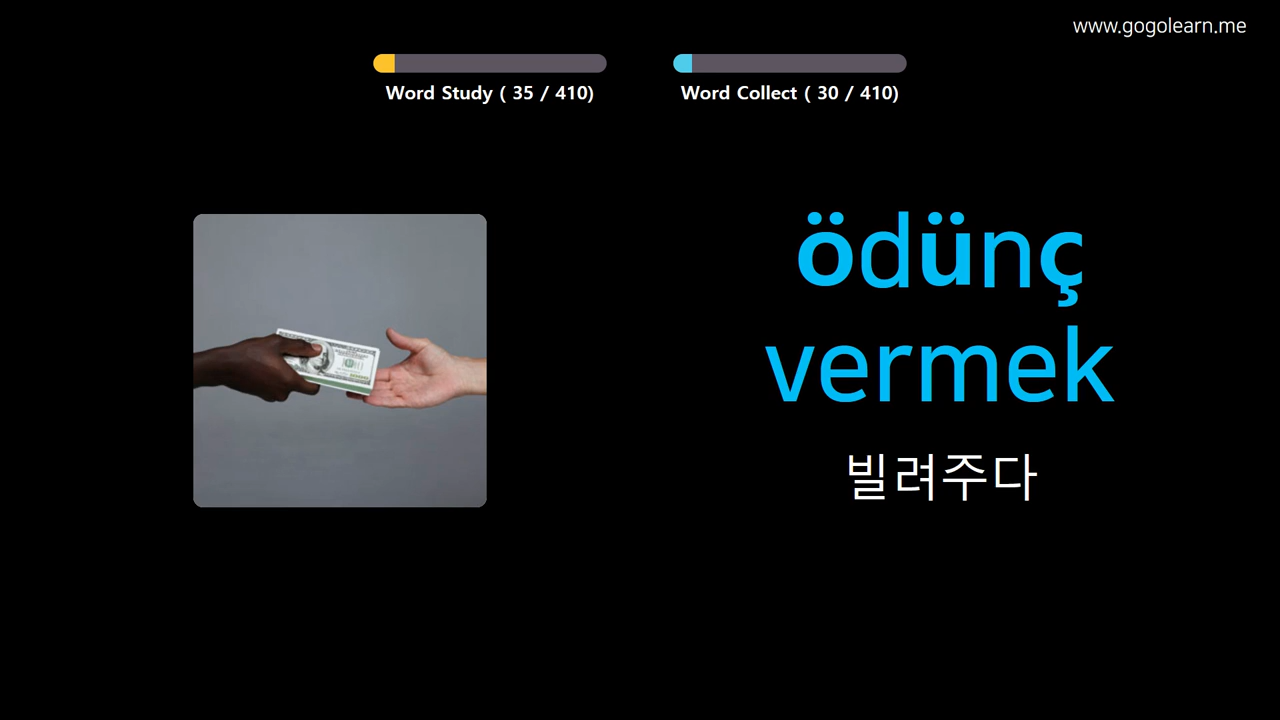 www.gogolearn.me
Word Study ( 35 / 410)
Word Collect ( 30 / 410)
ödünç
vermek
빌려주다